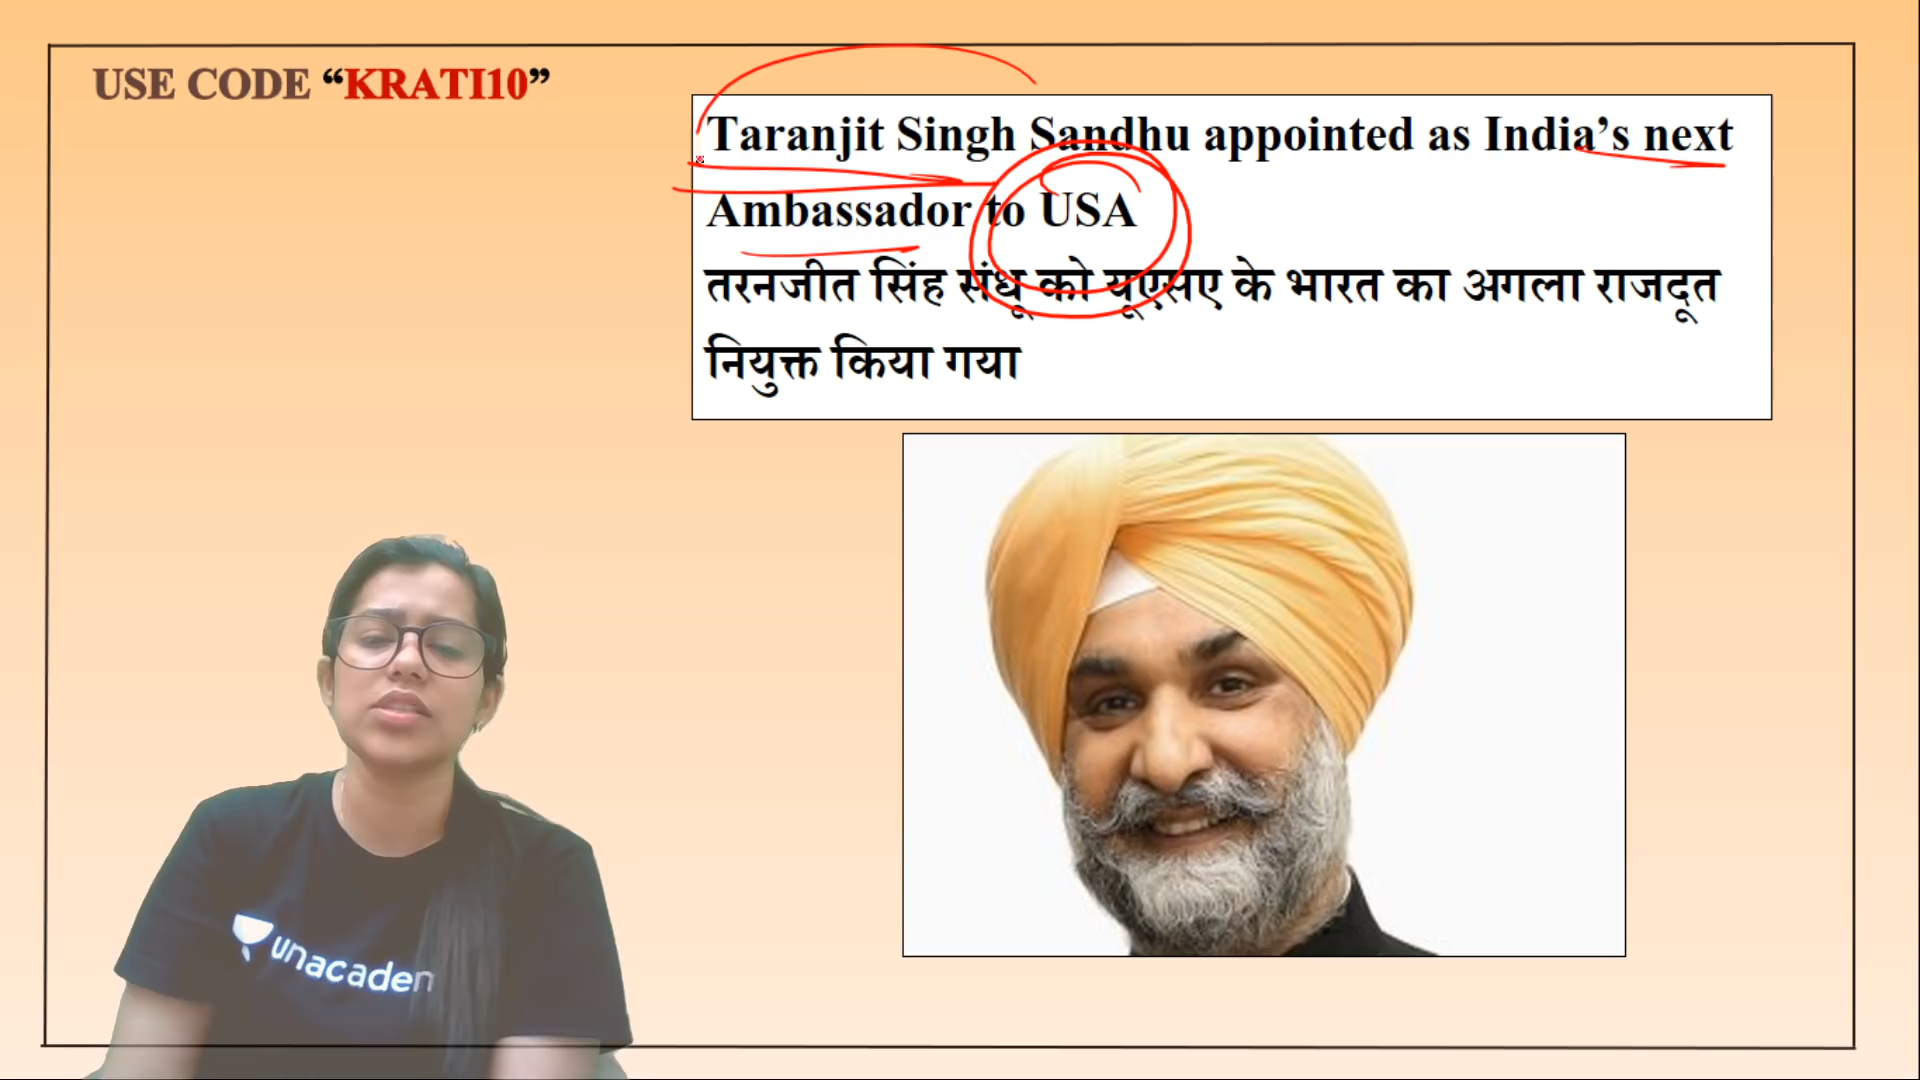 USE CODE “KRATI10”
Taranjit Singh Sandhu appointed as India’s next
Ambassador to USA
तरनजीत सिंह संधू को यूएसए के भारत का अगला राजदूत
नियुक्त किया गया
unacadem